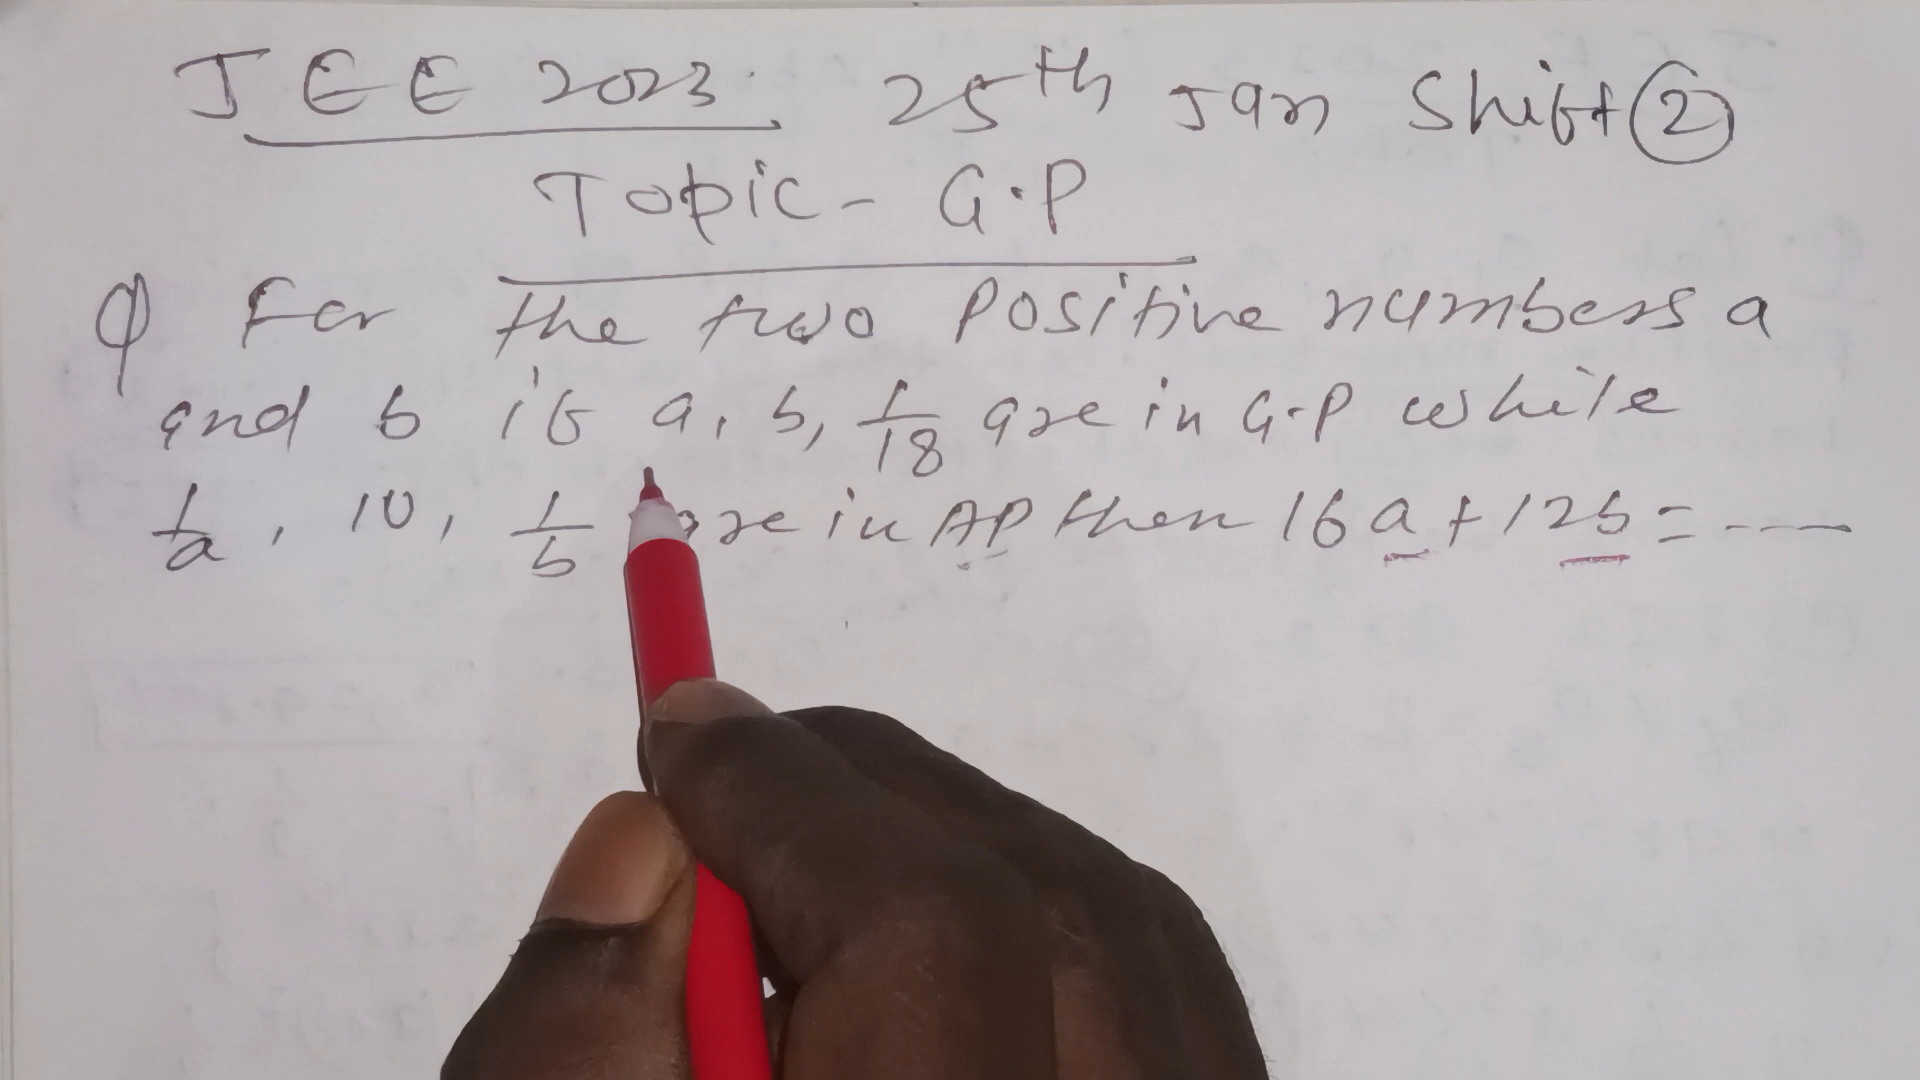 JEE 2023. 25th Jan Shift 2
Topic - G.P
Q For the two positive numbers a
and b if a, b, 1/18 are in G.P while
1/a, 10, 1/b are in AP then 16a + 12b = ----